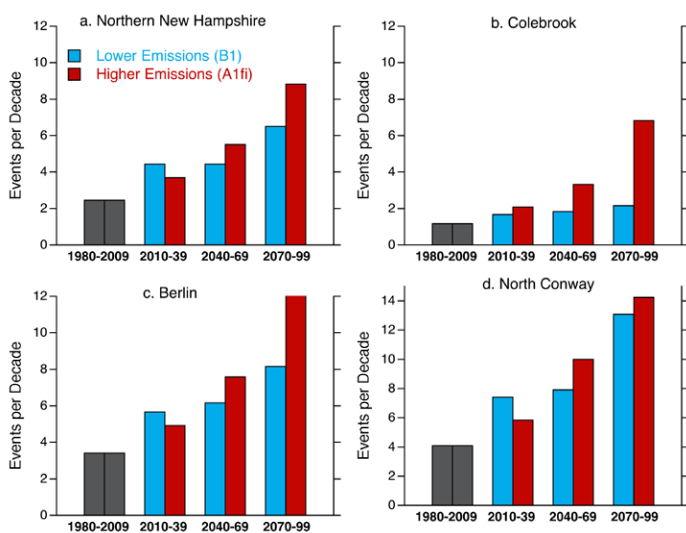 a. Northern New Hampshire
Lower Emissions (B1)
Higher Emissions (A1fi)
Events per Decade
12
10
8
6
4
2
0
1980-2009 2010-39 2040-69 2070-99
b. Colebrook
Events per Decade
12
10
8
6
4
2
0
1980-2009 2010-39 2040-69 2070-99
c. Berlin
Events per Decade
12
10
8
6
4
2
0
1980-2009 2010-39 2040-69 2070-99
d. North Conway
Events per Decade
14
12
10
8
6
4
2
0
1980-2009 2010-39 2040-69 2070-99